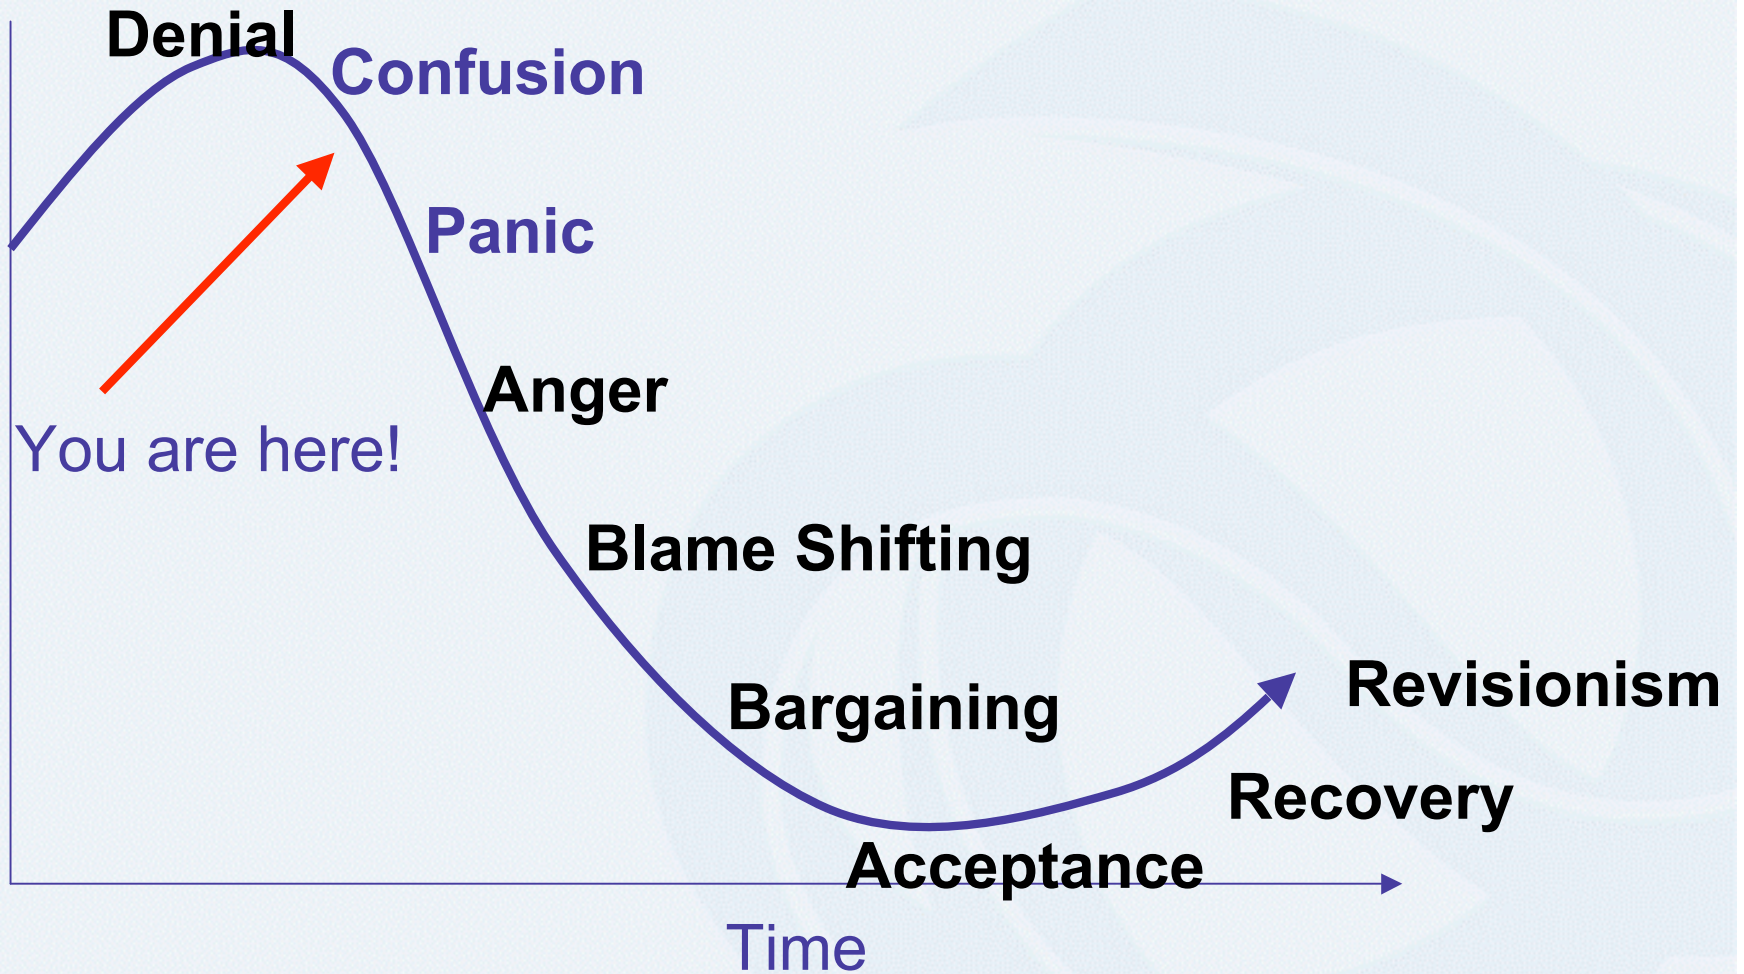 Denial
Confusion
Panic
Anger
You are here!
Blame Shifting
Bargaining
Revisionism
Recovery
Acceptance
Time